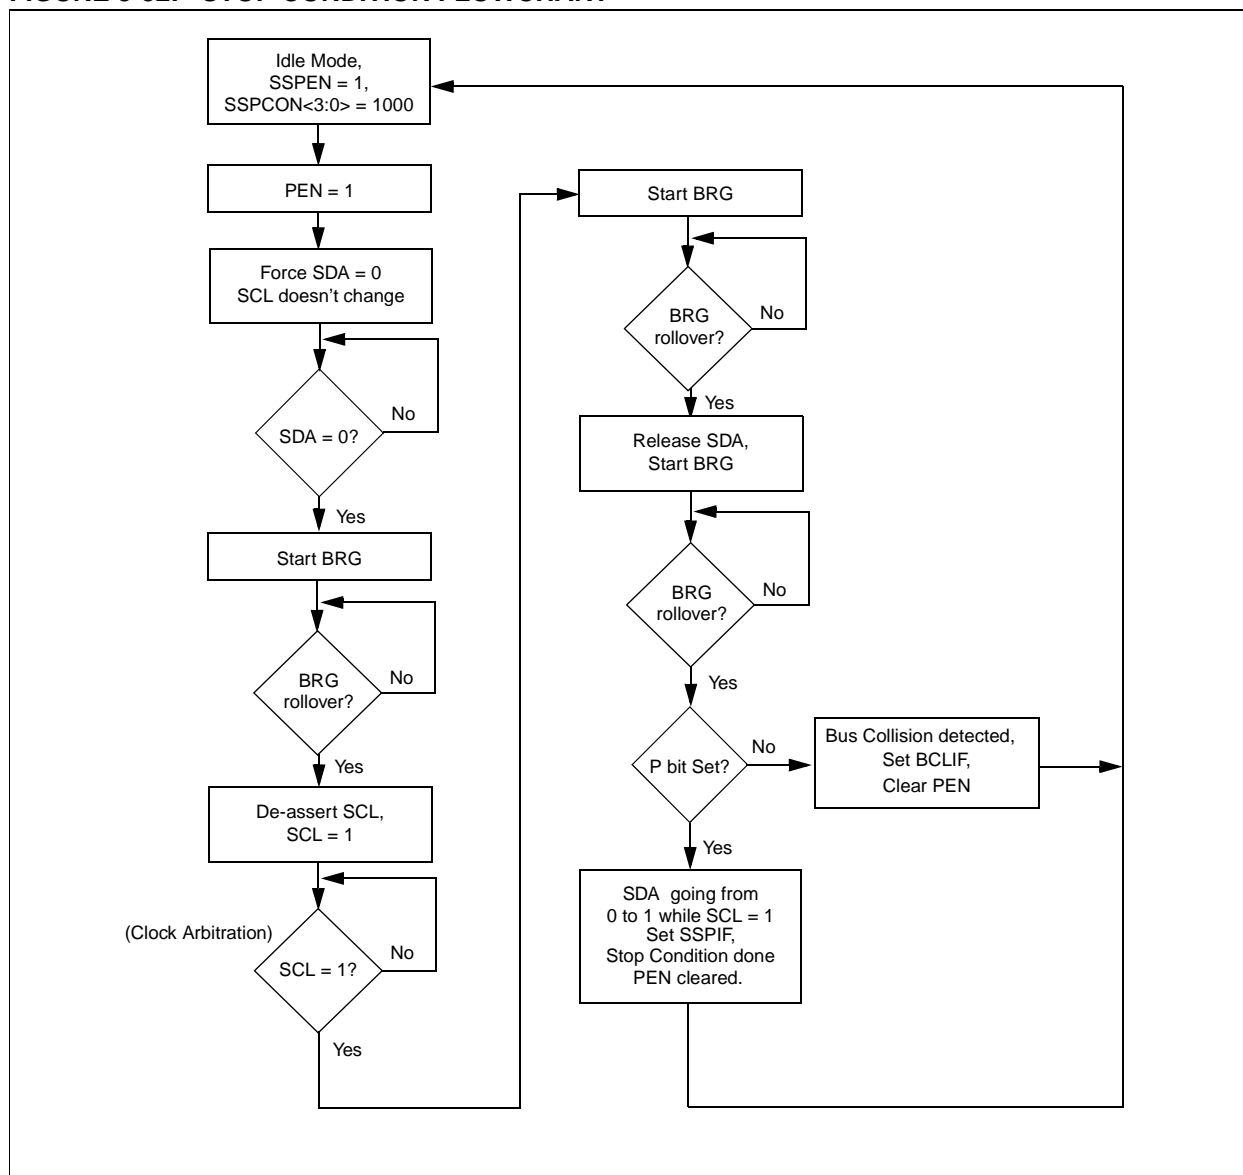 Idle Mode,
SSPEN = 1,
SSPCON<3:0> = 1000
PEN = 1
Force SDA = 0
SCL doesn't change
No
SDA = 0?
Yes
Start BRG
BRG
rollover?
No
Yes
De-assert SCL,
SCL = 1
(Clock Arbitration)
No
SCL = 1?
Yes
Start BRG
No
BRG
rollover?
Yes
Release SDA,
Start BRG
BRG
rollover?
No
Yes
P bit Set?
No
Bus Collision detected,
Set BCLIF,
Clear PEN
Yes
SDA going from
0 to 1 while SCL = 1
Set SSPIF,
Stop Condition done
PEN cleared.